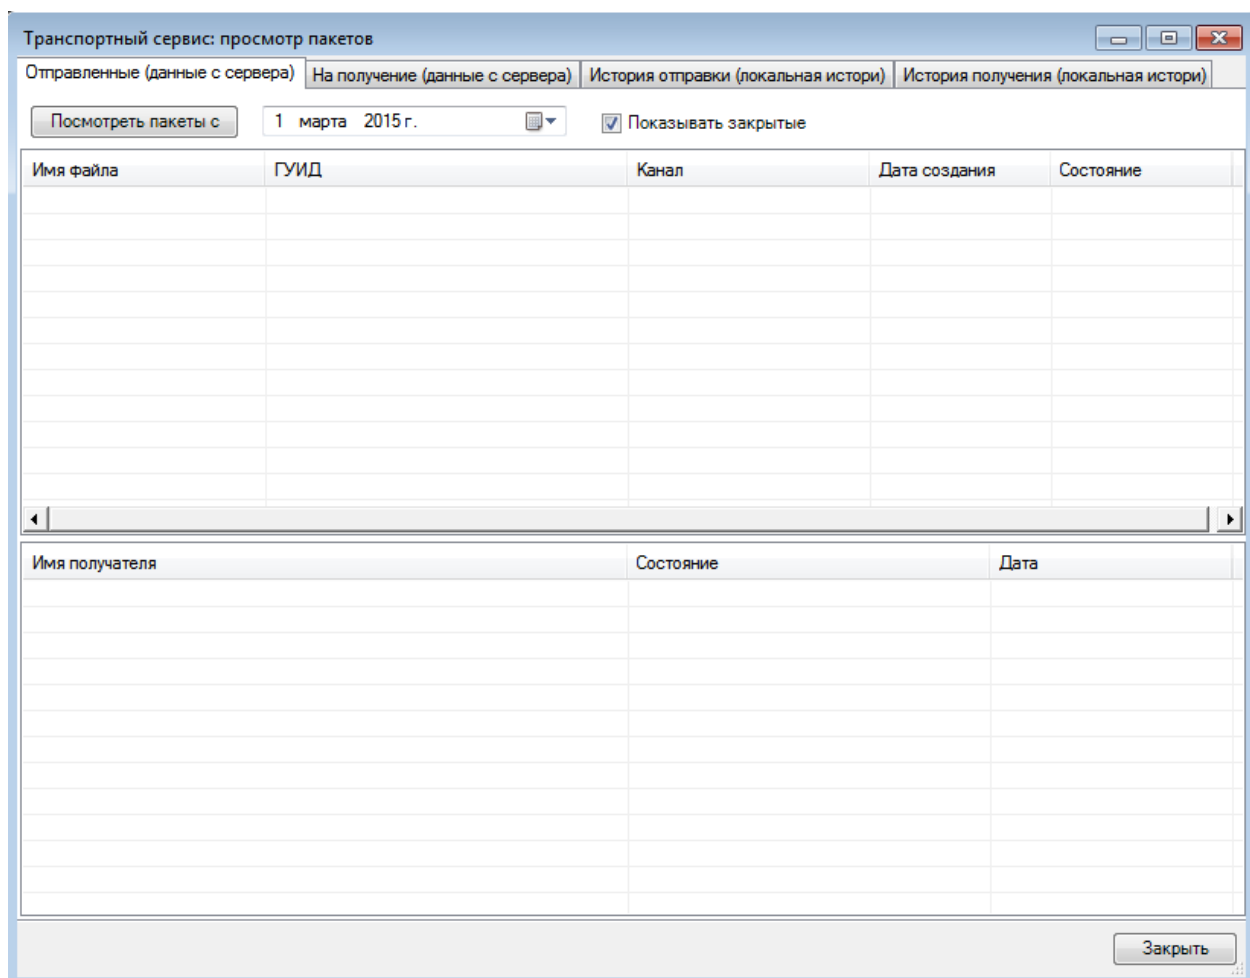 Транспортный сервис: просмотр пакетов
Отправленные (данные с сервера) На получение (данные с сервера) История отправки (локальная истори) История получения (локальная истори)
Посмотреть пакеты с 1 марта 2015 г. Показывать закрытые
Имя файла ГУИД Канал Дата создания Состояние
Имя получателя Состояние Дата
Закрыть